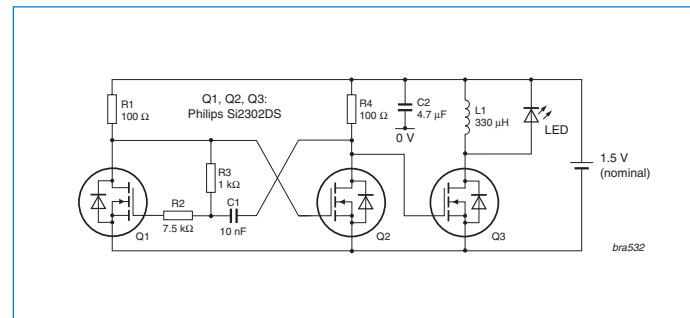 R1
100 Ω
Q1, Q2, Q3:
Philips Si2302DS
R4
100 Ω
C2
4.7 μF
0 V
L1
330 μH
LED
R3
1 kΩ
R2
7.5 kΩ
C1
10 nF
1.5 V
(nominal)
Q1
Q2
Q3
bra532